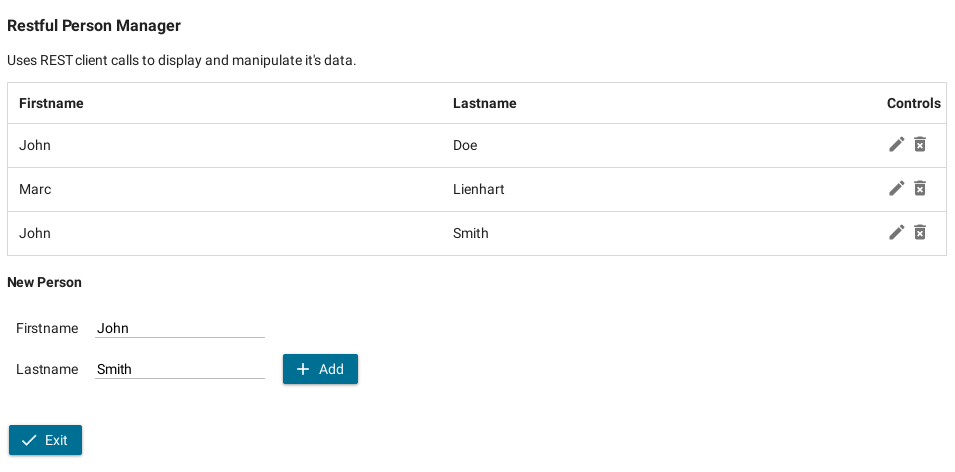 Restful Person Manager
Uses REST client calls to display and manipulate it's data.
Firstname Lastname Controls
John Doe
Marc Lienhart
John Smith
New Person
Firstname John
Lastname Smith Add
Exit